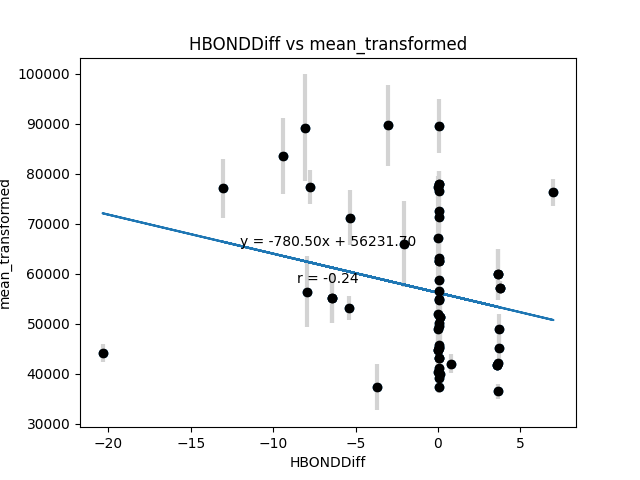 HBONDDiff vs mean_transformed
100000
90000
80000
70000
60000
50000
40000
30000
mean_transformed
y = -780.50x + 56231.70
r = -0.24
−20
−15
−10
−5
0
5
HBONDDiff